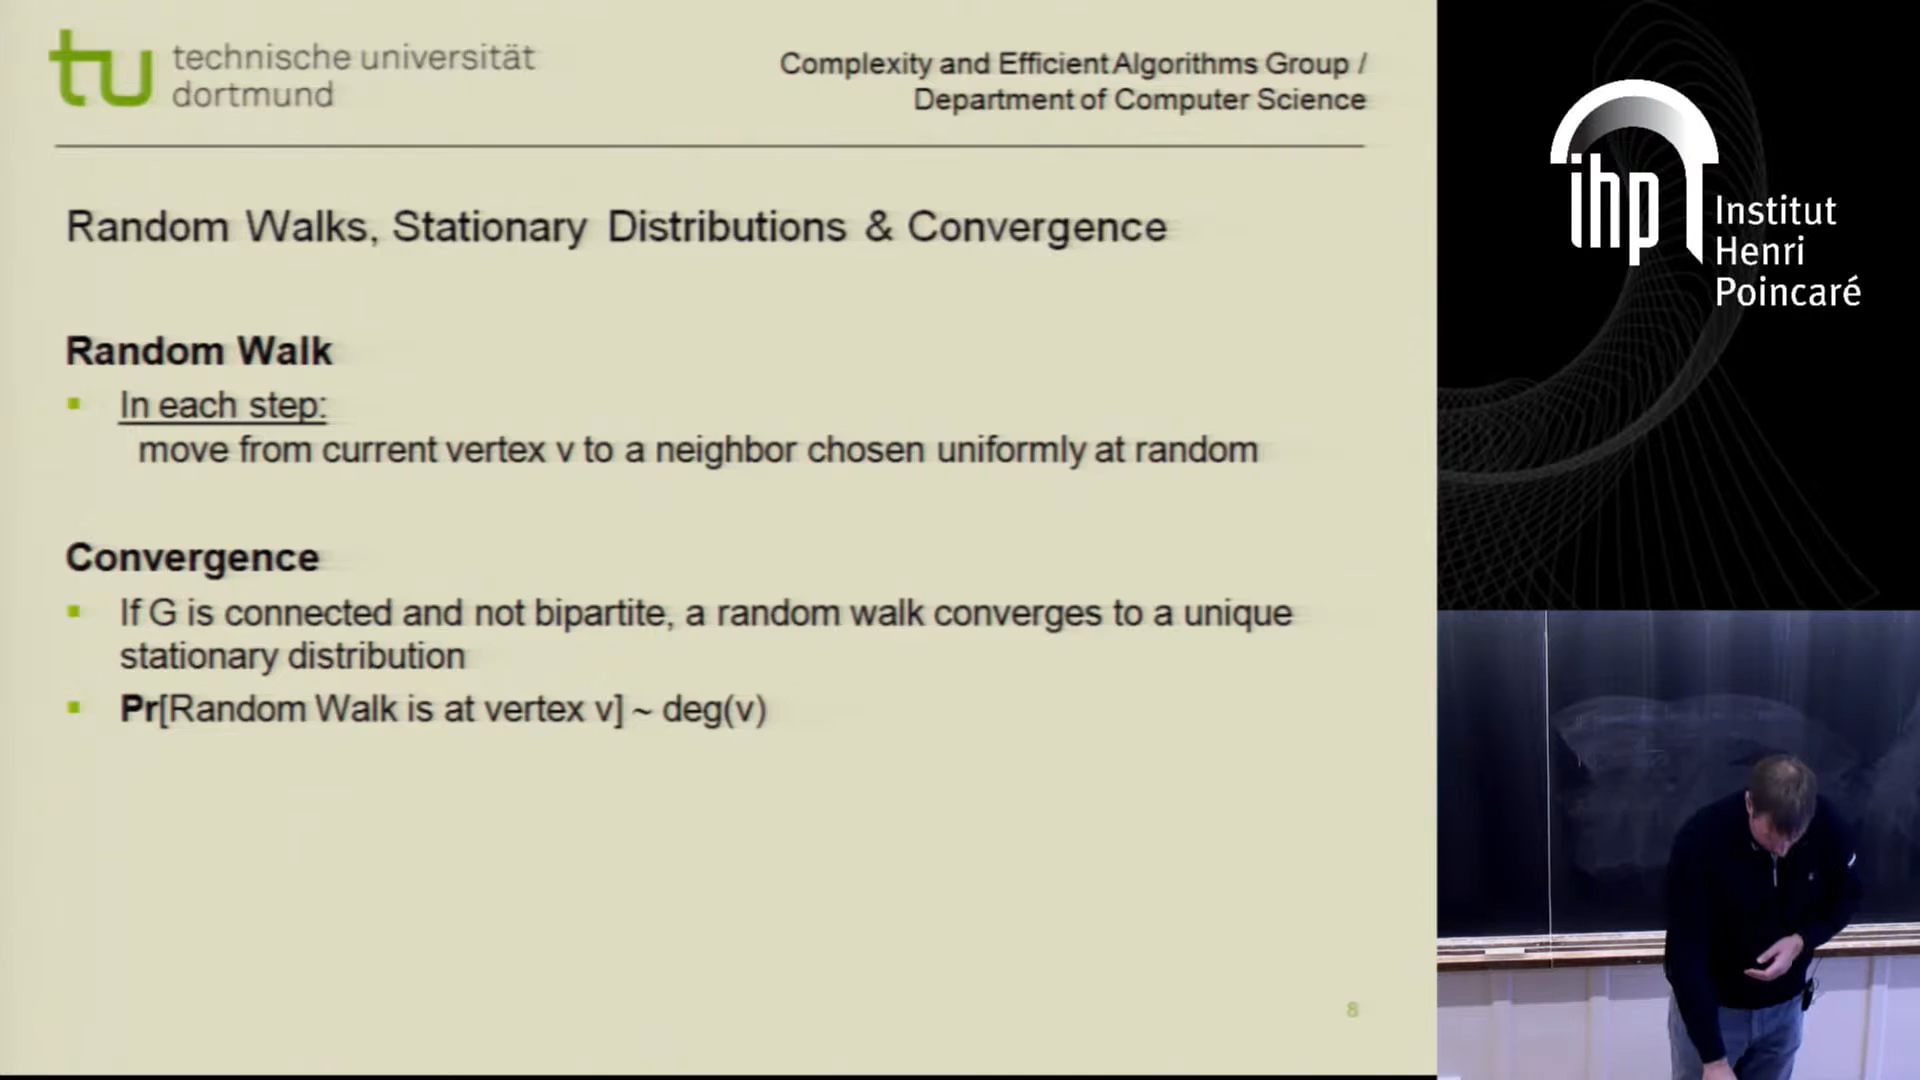 technische universität
dortmund
Complexity and Efficient Algorithms Group /
Department of Computer Science
Random Walks, Stationary Distributions & Convergence
Random Walk
In each step:
move from current vertex v to a neighbor chosen uniformly at random
Convergence
If G is connected and not bipartite, a random walk converges to a unique
stationary distribution
Pr[Random Walk is at vertex v] ~ deg(v)
8
ihp
Institut
Henri
Poincaré